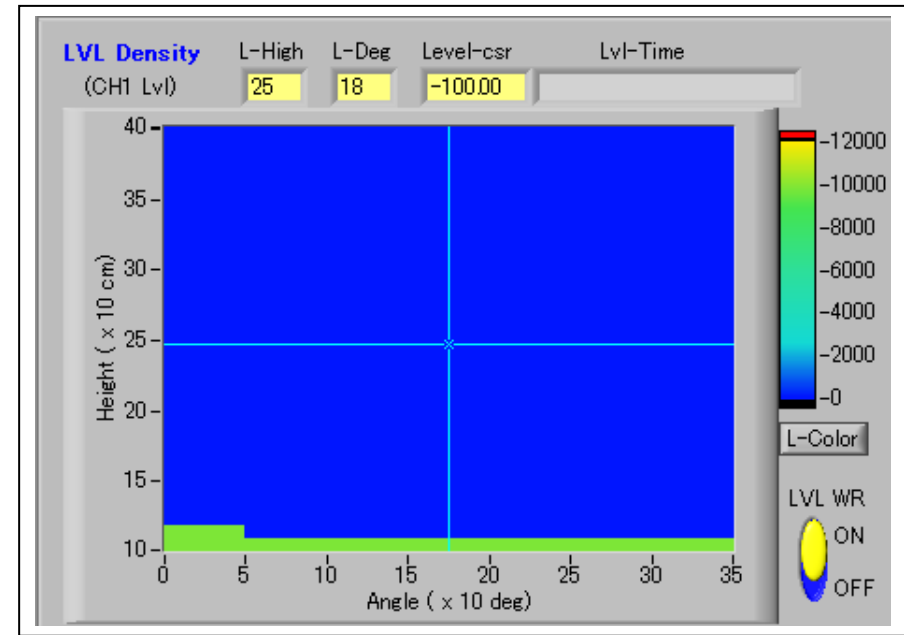 LVL Density L-High L-Deg Level-csr Lvl-Time
(CH1 Lvl) 25 18 -100.00
40
35
30
25
20
15
10
Height ( x 10 cm)
0 5 10 15 20 25 30 35
Angle ( x 10 deg)
-12000
-10000
-8000
-6000
-4000
-2000
-0
L-Color
LVL WR
ON
OFF